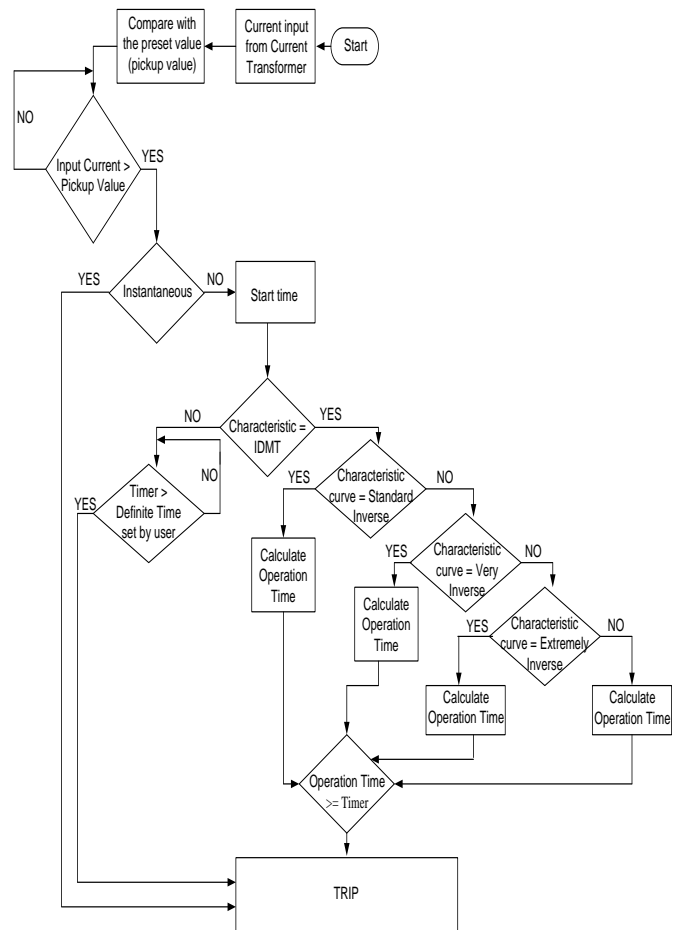 Start
Current input
from Current
Transformer
Compare with
the preset value
(pickup value)
NO
Input Current >
Pickup Value
YES
YES
Instantaneous
NO
Start time
NO
Characteristic =
IDMT
YES
YES
Timer >
Definite Time
set by user
NO
YES
Characteristic
curve = Standard
Inverse
NO
Calculate
Operation
Time
YES
Characteristic
curve = Very
Inverse
NO
Calculate
Operation
Time
YES
Characteristic
curve = Extremely
Inverse
NO
Calculate
Operation Time
Calculate
Operation Time
Operation Time
>= Timer
TRIP